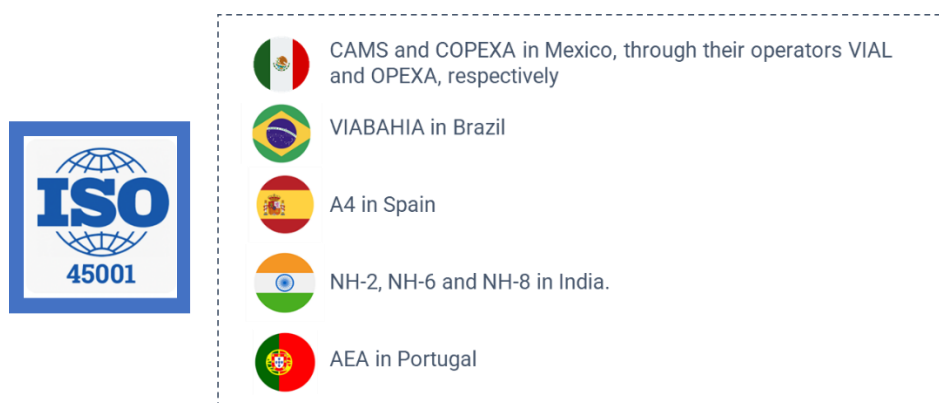 ISO
45001
CAMS and COPEXA in Mexico, through their operators VIAL
and OPEXA, respectively
VIABAHIA in Brazil
A4 in Spain
NH-2, NH-6 and NH-8 in India.
AEA in Portugal